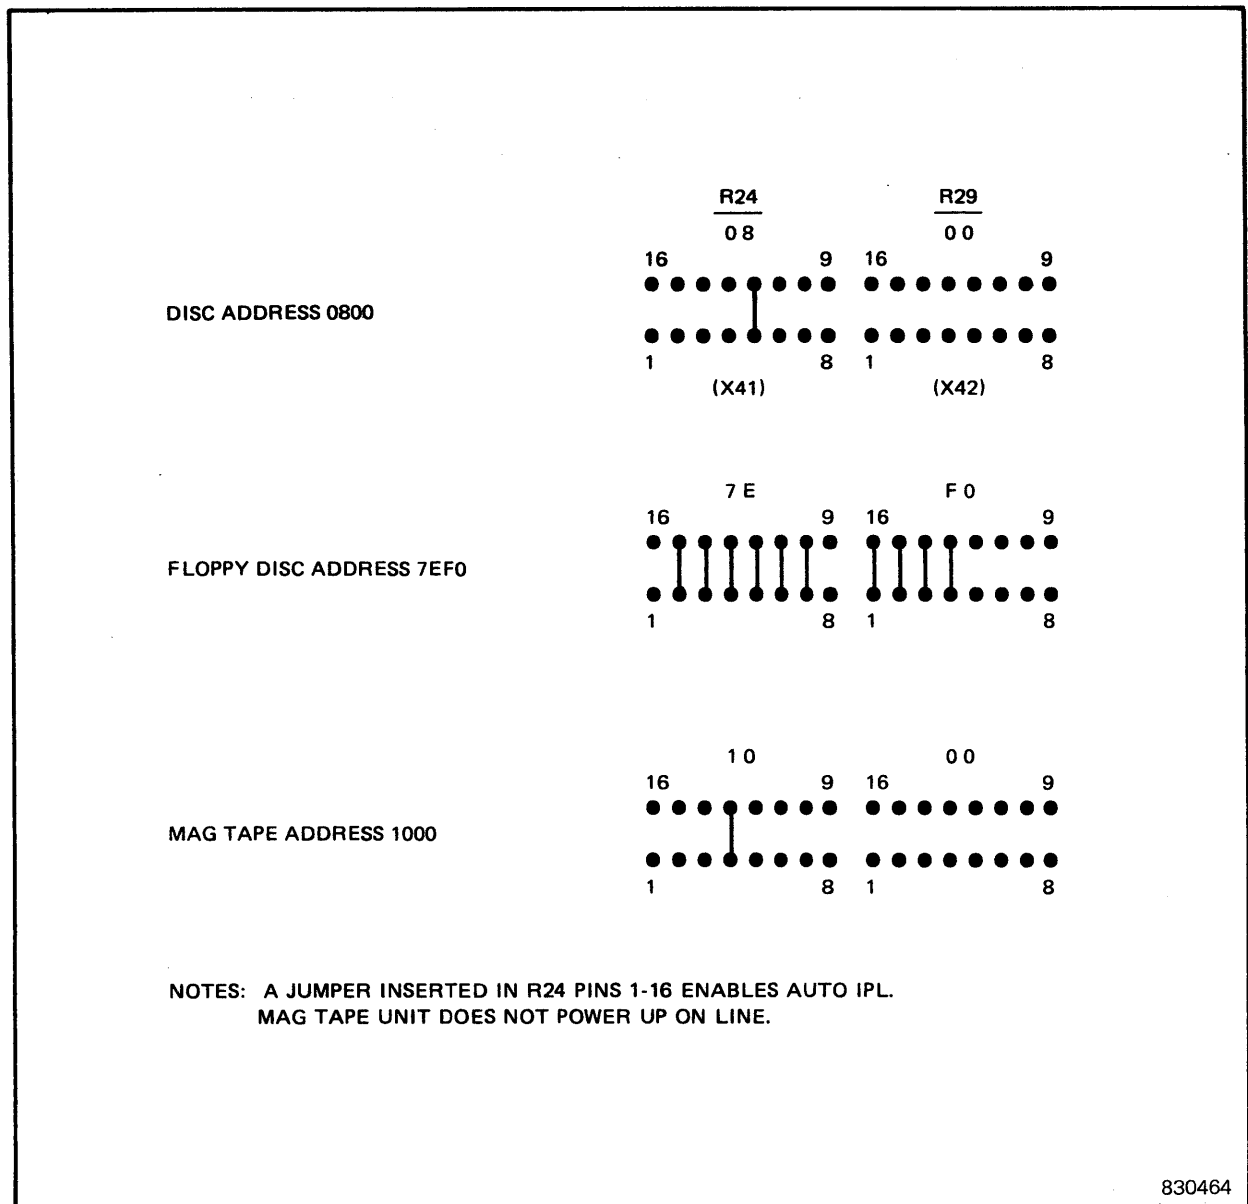 R24 R29
08 00
16 9 16 9
DISC ADDRESS 0800
1 8 1 8
(X41) (X42)
7E F0
16 9 16 9
FLOPPY DISC ADDRESS 7EF0
1 8 1 8
10 00
16 9 16 9
MAG TAPE ADDRESS 1000
1 8 1 8
NOTES: A JUMPER INSERTED IN R24 PINS 1-16 ENABLES AUTO IPL.
MAG TAPE UNIT DOES NOT POWER UP ON LINE.
830464